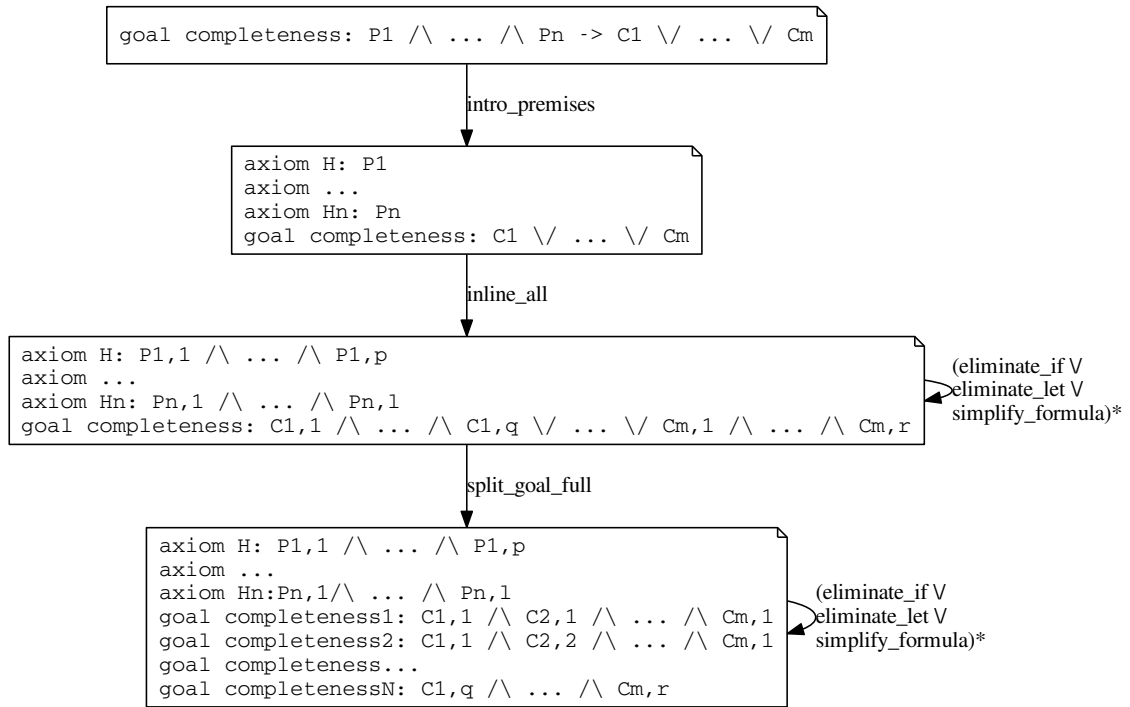 goal completeness: P1 /\ ... /\ Pn -> C1 \/ ... \/ Cm
intro_premises
axiom H: P1
axiom ...
axiom Hn: Pn
goal completeness: C1 \/ ... \/ Cm
inline_all
axiom H: P1,1 /\ ... /\ P1,p
axiom ...
axiom Hn: Pn,1 /\ ... /\ Pn,l
goal completeness: C1,1 /\ ... /\ C1,q \/ ... \/ Cm,1 /\ ... /\ Cm,r
(eliminate_if \/
eliminate_let \/
simplify_formula)*
split_goal_full
axiom H: P1,1 /\ ... /\ P1,p
axiom ...
axiom Hn:Pn,1/\ ... /\ Pn,l
goal completeness1: C1,1 /\ C2,1 /\ ... /\ Cm,1
goal completeness2: C1,1 /\ C2,2 /\ ... /\ Cm,1
goal completeness...
goal completenessN: C1,q /\ ... /\ Cm,r
(eliminate_if \/
eliminate_let \/
simplify_formula)*